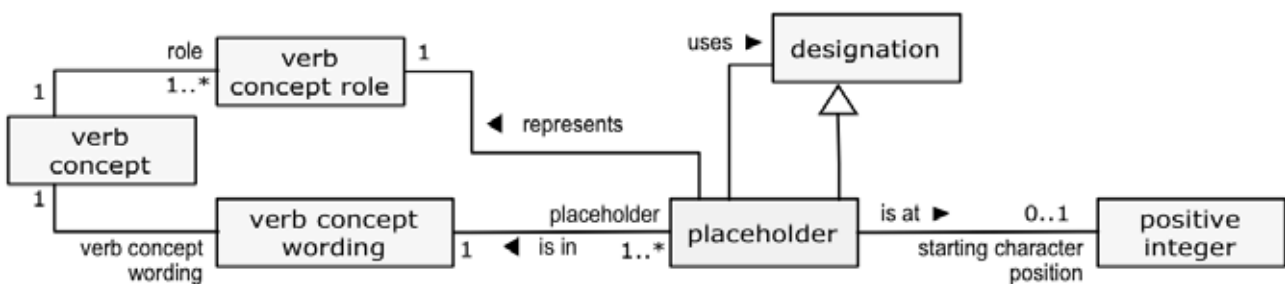 role
verb
concept role
1
1..*
1
verb
concept
1
verb concept
wording
verb concept
wording
1
◄ represents
uses ►
designation
placeholder
◄ is in
1..*
placeholder
is at ►
0..1
starting character
position
positive
integer